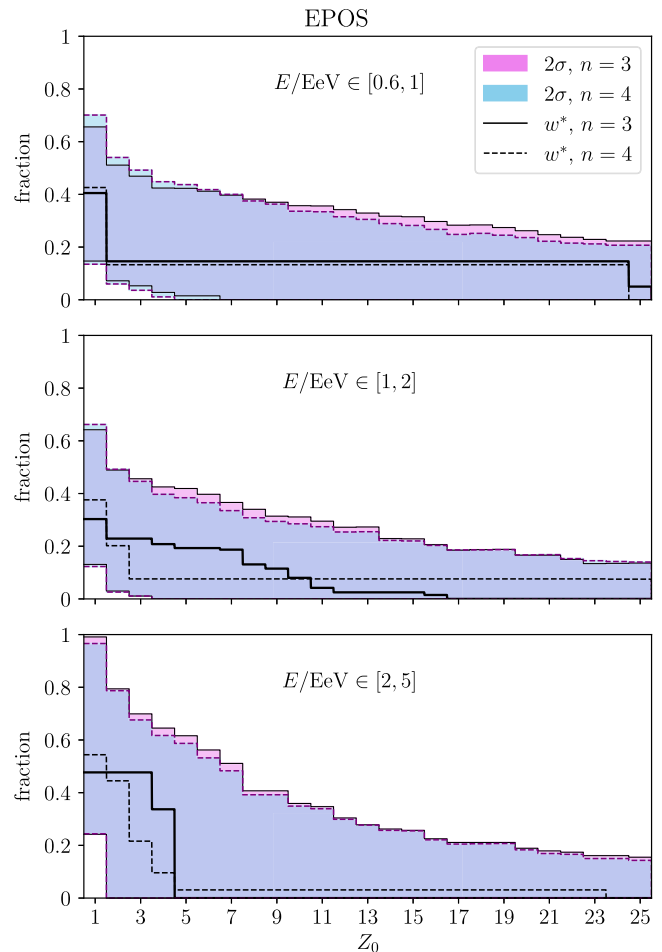 EPOS
1
0.8
0.6
0.4
0.2
0
fraction
E/EeV ∈ [0.6, 1]
2σ, n = 3
2σ, n = 4
w*, n = 3
w*, n = 4
1
0.8
0.6
0.4
0.2
0
fraction
E/EeV ∈ [1, 2]
1
0.8
0.6
0.4
0.2
0
fraction
E/EeV ∈ [2, 5]
1 3 5 7 9 11 13 15 17 19 21 23 25
Z₀